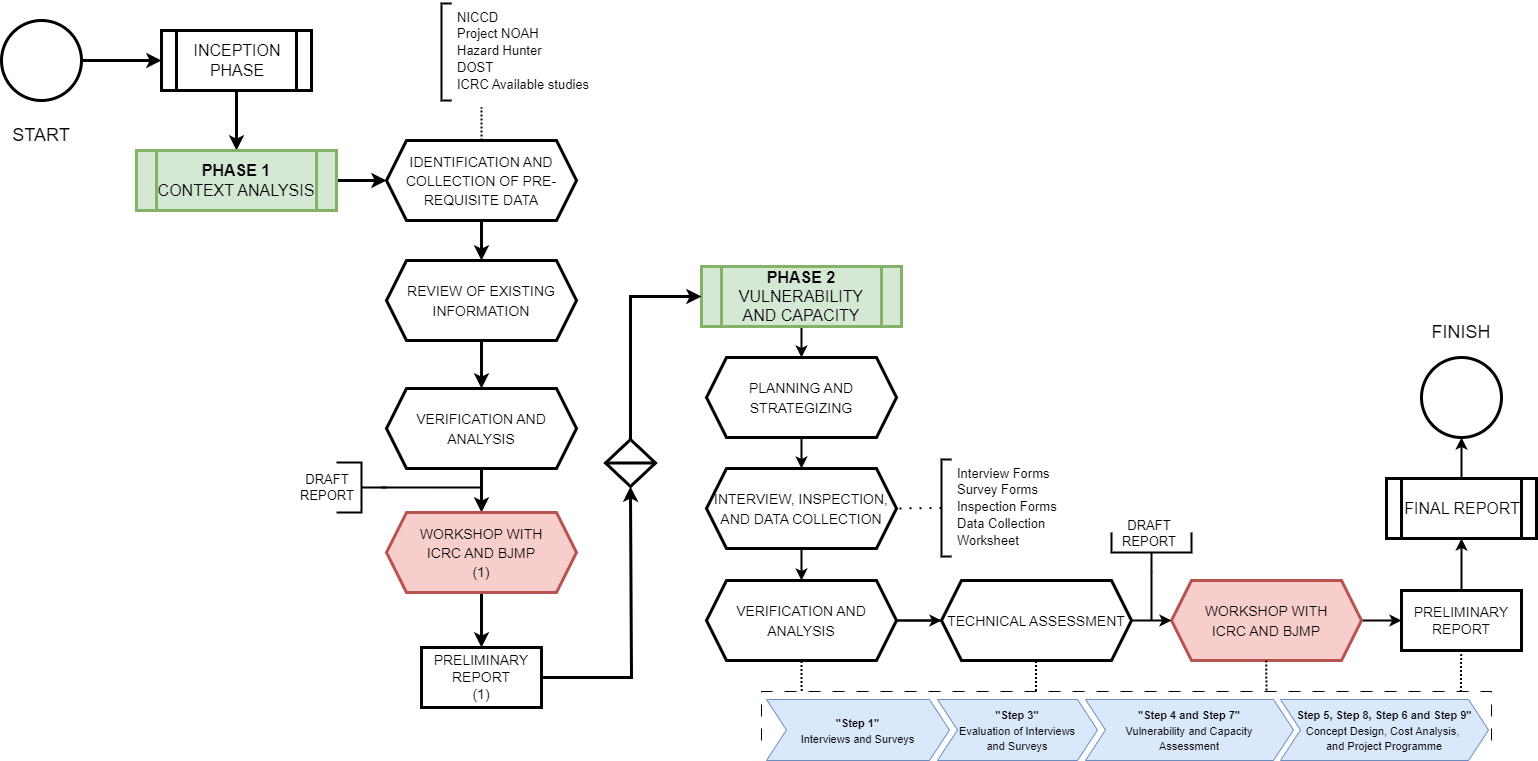 START
INCEPTION
PHASE
PHASE 1
CONTEXT ANALYSIS
NICCD
Project NOAH
Hazard Hunter
DOST
ICRC Available studies
IDENTIFICATION AND
COLLECTION OF PRE-
REQUISITE DATA
REVIEW OF EXISTING
INFORMATION
VERIFICATION AND
ANALYSIS
DRAFT
REPORT
WORKSHOP WITH
ICRC AND BJMP
(1)
PRELIMINARY
REPORT
(1)
PHASE 2
VULNERABILITY
AND CAPACITY
PLANNING AND
STRATEGIZING
INTERVIEW, INSPECTION,
AND DATA COLLECTION
Interview Forms
Survey Forms
Inspection Forms
Data Collection
Worksheet
VERIFICATION AND
ANALYSIS
TECHNICAL ASSESSMENT
DRAFT
REPORT
WORKSHOP WITH
ICRC AND BJMP
PRELIMINARY
REPORT
FINAL REPORT
FINISH
"Step 1"
Interviews and Surveys
"Step 3"
Evaluation of Interviews
and Surveys
"Step 4 and Step 7"
Vulnerability and Capacity
Assessment
Step 5, Step 8, Step 6 and Step 9"
Concept Design, Cost Analysis,
and Project Programme